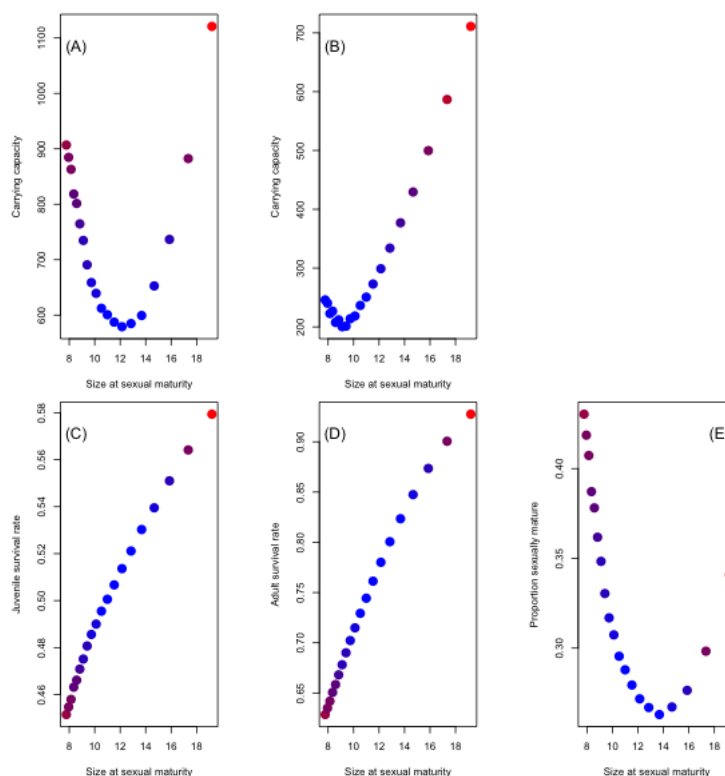 (A)
Carrying capacity
600 700 800 900 1000 1100
8 10 12 14 16 18
Size at sexual maturity
(B)
Carrying capacity
200 300 400 500 600 700
8 10 12 14 16 18
Size at sexual maturity
(C)
Juvenile survival rate
0.46 0.48 0.50 0.52 0.54 0.56 0.58
8 10 12 14 16 18
Size at sexual maturity
(D)
Adult survival rate
0.65 0.70 0.75 0.80 0.85 0.90
8 10 12 14 16 18
Size at sexual maturity
(E
Proportion sexually mature
0.30 0.35 0.40
8 10 12 14 16 18
Size at sexual maturity